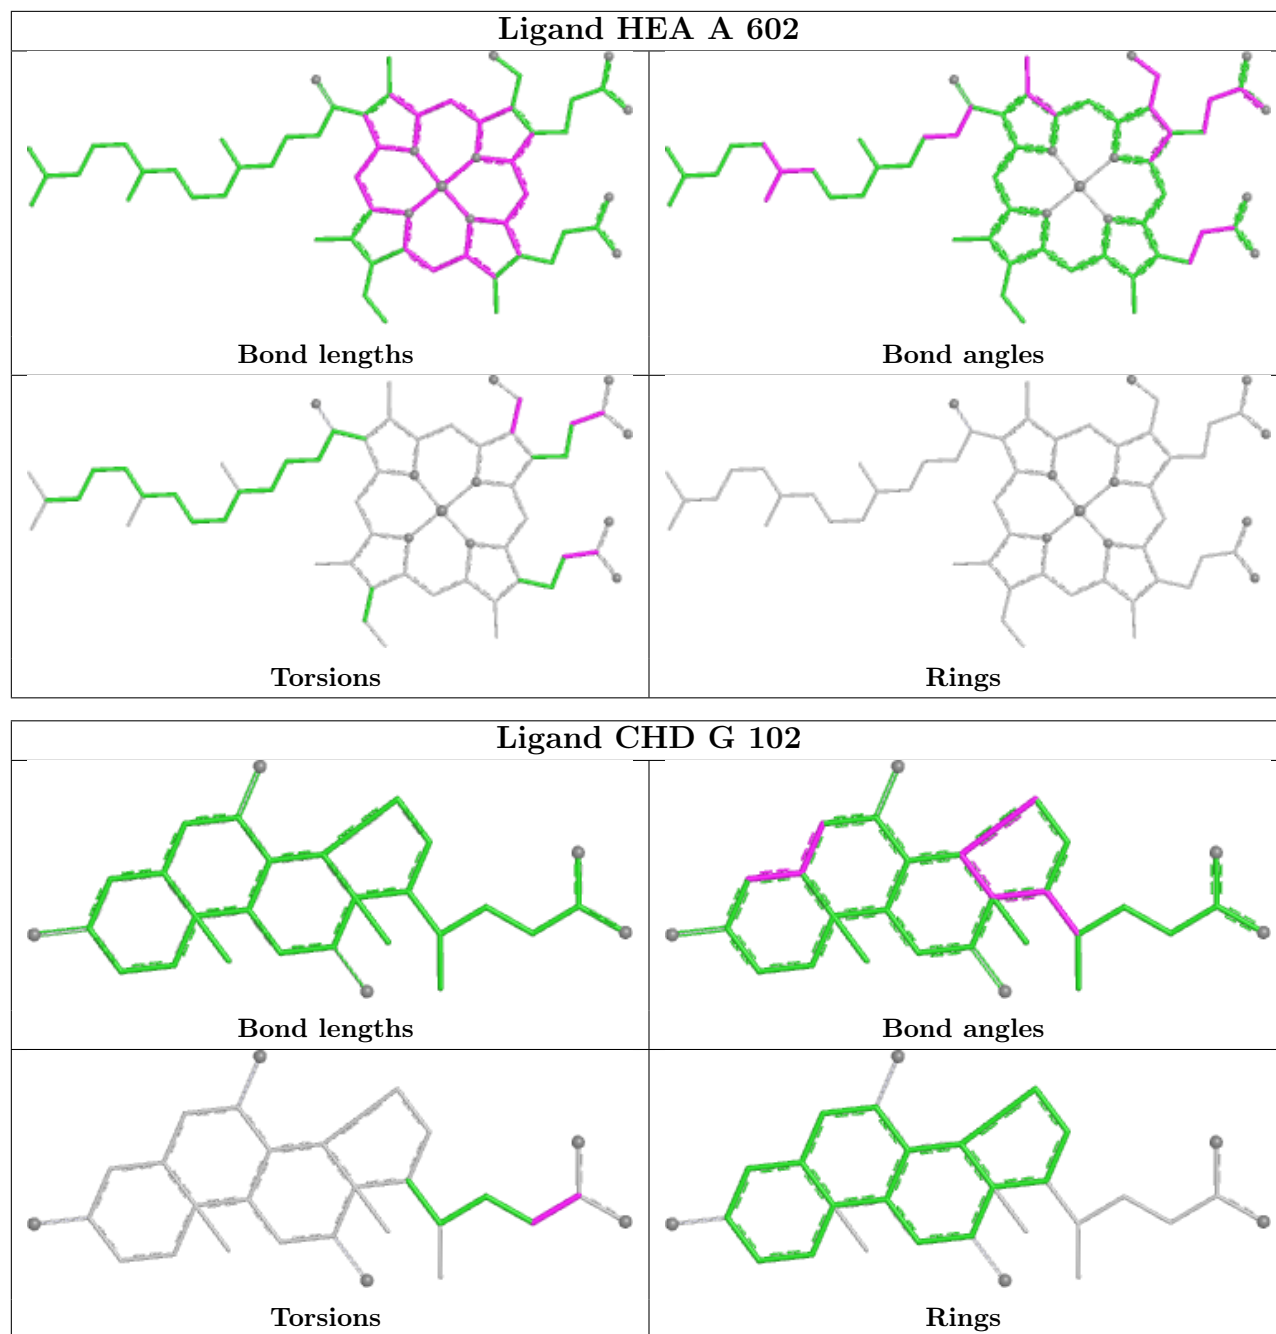 Ligand HEA A 602
Bond lengths
Bond angles
Torsions
Rings
Ligand CHD G 102
Bond lengths
Bond angles
Torsions
Rings